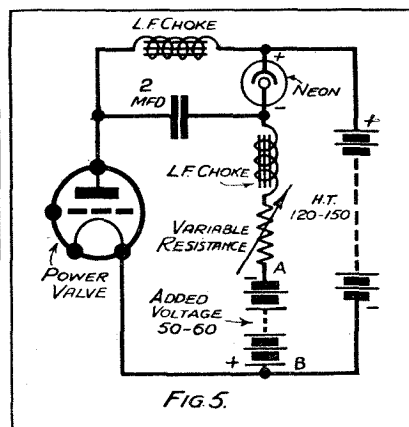 L.F. CHOKE
+
2
MFD
NEON
-
L.F. CHOKE
+
H.T.
120-150
VARIABLE
RESISTANCE
A
-
POWER
VALVE
ADDED
VOLTAGE
50-60
-
+
B
FIG. 5.